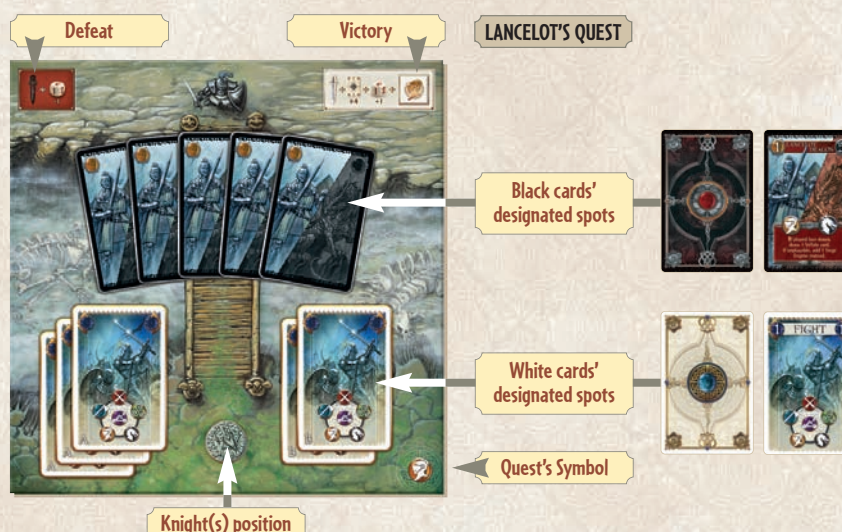 Defeat
Victory
LANCELOT'S QUEST
Black cards'
designated spots
White cards'
designated spots
FIGHT
Quest's Symbol
Knight(s) position